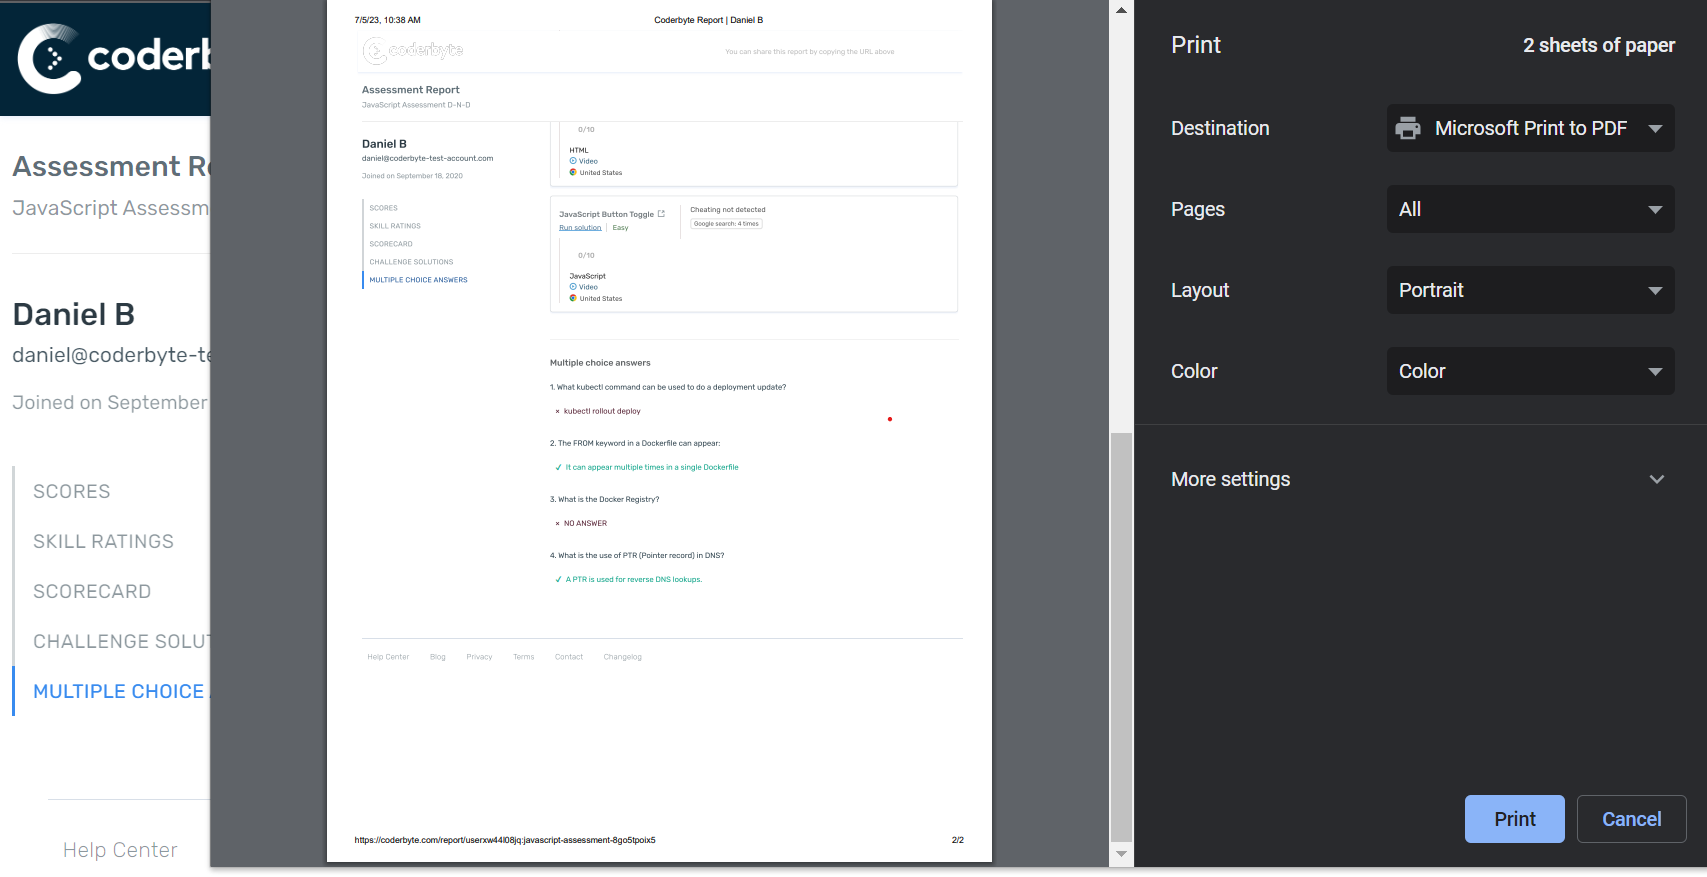 coderb
Assessment Re
JavaScript Assessm
Daniel B
daniel@coderbyte-te
Joined on September
SCORES
SKILL RATINGS
SCORECARD
CHALLENGE SOLUT
MULTIPLE CHOICE
Help Center
7/5/23, 10:38 AM
Coderbyte Report | Daniel B
coderbyte
You can share this report by copying the URL above
Assessment Report
JavaScript Assessment D-N-D
Daniel B
daniel@coderbyte-test-account.com
Joined on September 18, 2020
SCORES
SKILL RATINGS
SCORECARD
CHALLENGE SOLUTIONS
MULTIPLE CHOICE ANSWERS
0/10
HTML
Video
United States
JavaScript Button Toggle
Run solution
Easy
Cheating not detected
Google search: 4 times
0/10
JavaScript
Video
United States
Multiple choice answers
1. What kubectl command can be used to do a deployment update?
× kubectl rollout deploy
2. The FROM keyword in a Dockerfile can appear:
✓ It can appear multiple times in a single Dockerfile
3. What is the Docker Registry?
× NO ANSWER
4. What is the use of PTR (Pointer record) in DNS?
✓ A PTR is used for reverse DNS lookups.
Help Center Blog Privacy Terms Contact Changelog
https://coderbyte.com/report/userxw44l08jq:javascript-assessment-8go5tpoix5
2/2
Print
2 sheets of paper
Destination
Microsoft Print to PDF
Pages
All
Layout
Portrait
Color
Color
More settings
Print
Cancel